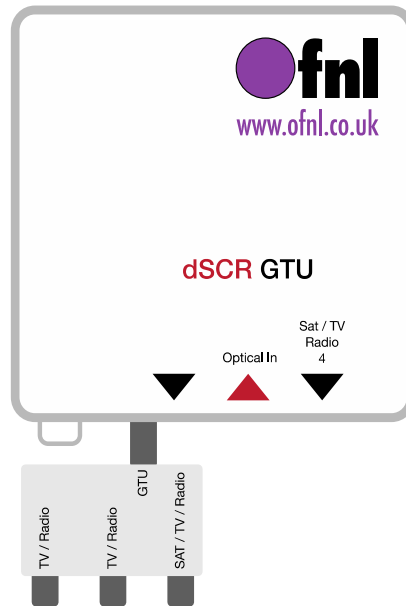 Ofnl
www.ofnl.co.uk
dSCR GTU
Sat / TV
Radio
4
Optical In
GTU
TV / Radio
TV / Radio
SAT / TV / Radio